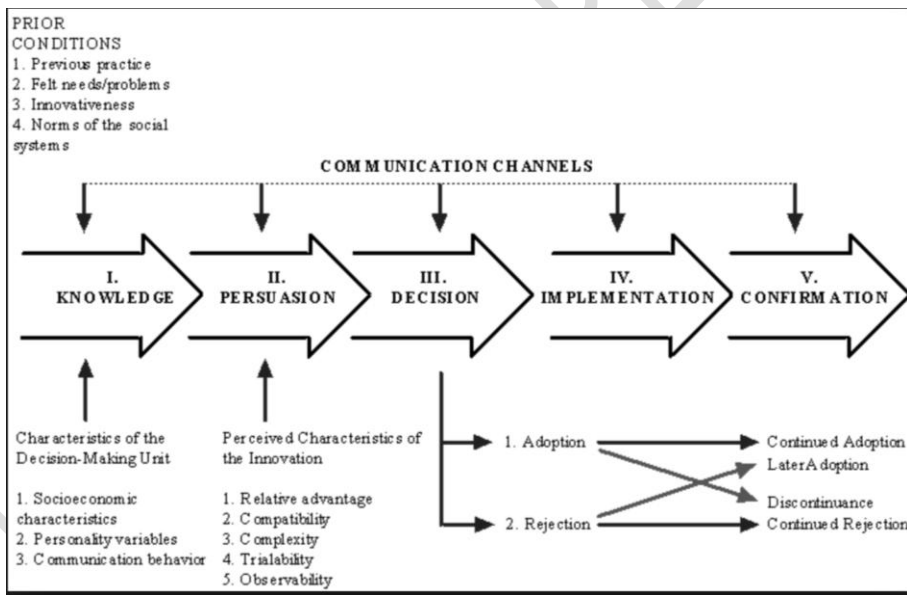 PRIOR
CONDITIONS
1. Previous practice
2. Felt needs/problems
3. Innovativeness
4. Norms of the social
systems
COMMUNICATION CHANNELS
I.
KNOWLEDGE
II.
PERSUASION
III.
DECISION
IV.
IMPLEMENTATION
V.
CONFIRMATION
Characteristics of the
Decision-Making Unit
1. Socioeconomic
characteristics
2. Personality variables
3. Communication behavior
Perceived Characteristics of
the Innovation
1. Relative advantage
2. Compatibility
3. Complexity
4. Trialability
5. Observability
1. Adoption
2. Rejection
Continued Adoption
Later Adoption
Discontinuance
Continued Rejection